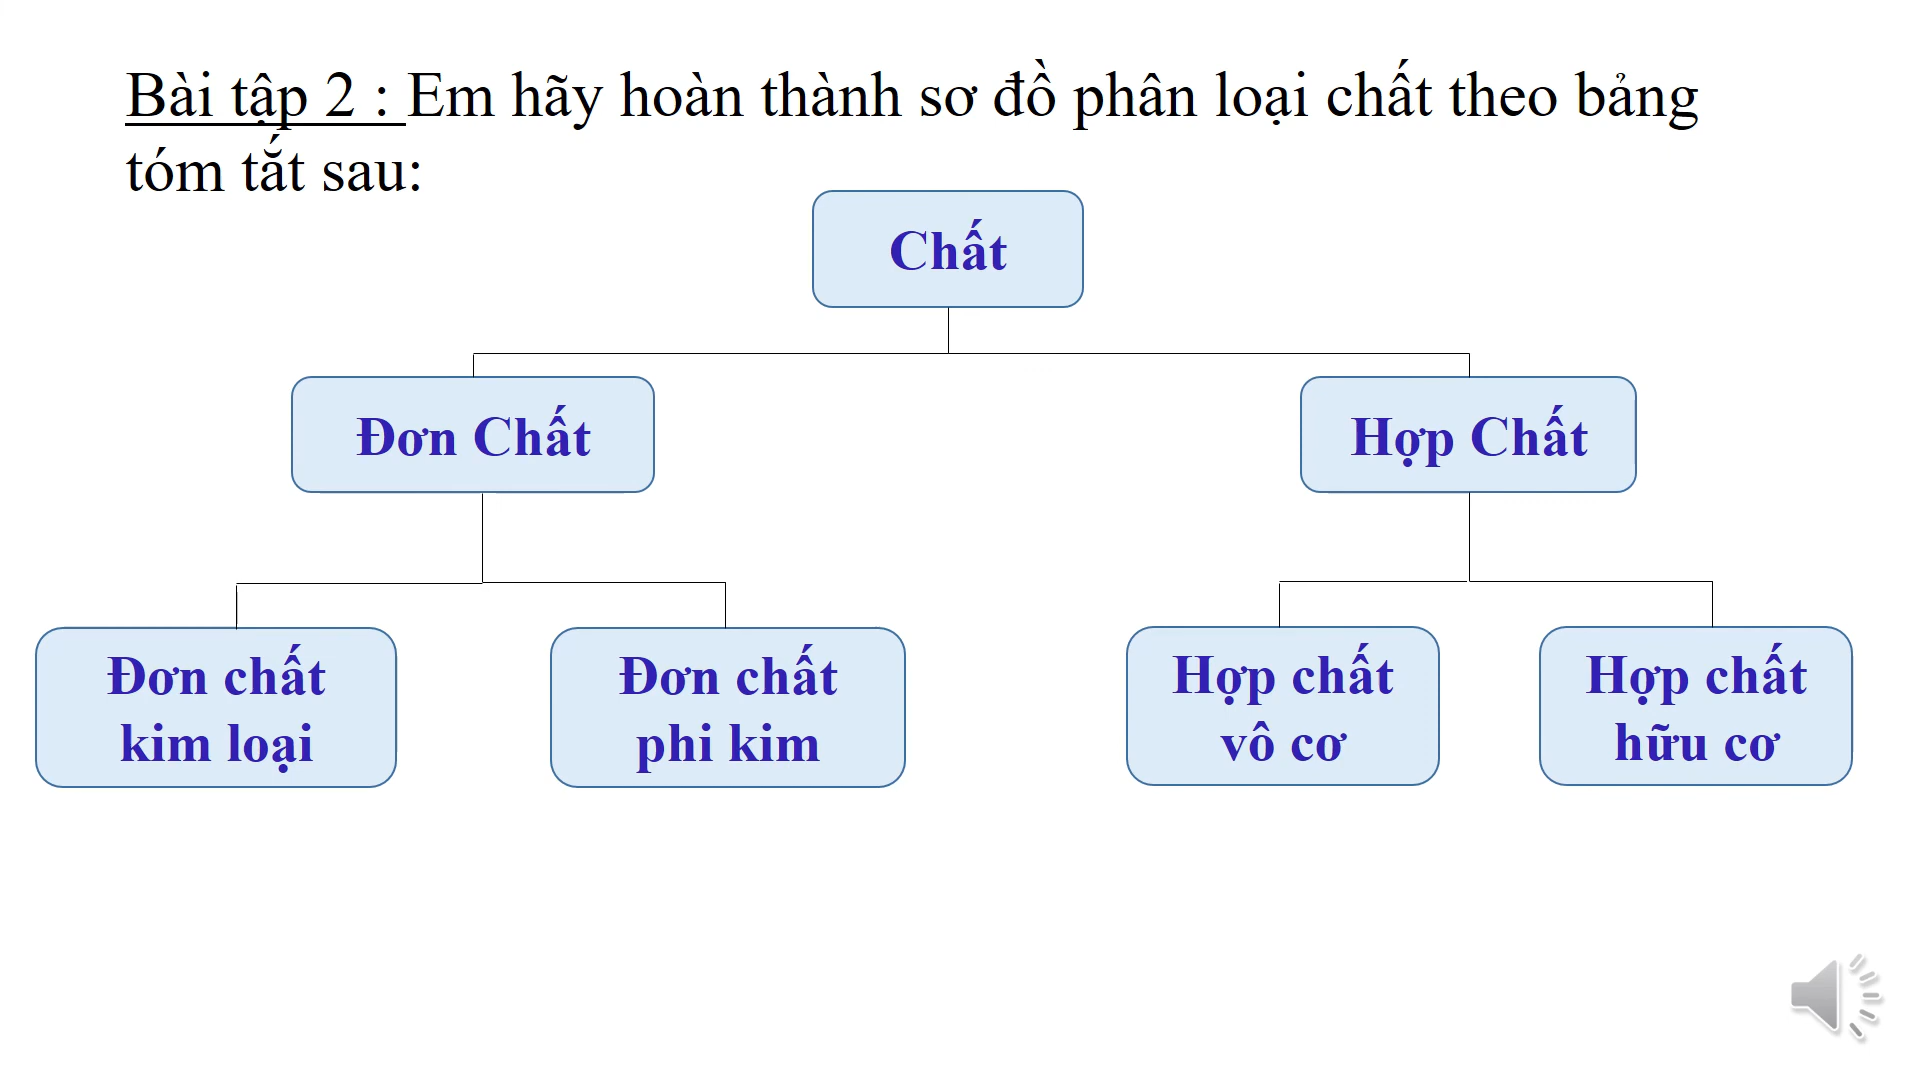 Bài tập 2 : Em hãy hoàn thành sơ đồ phân loại chất theo bảng
tóm tắt sau:
Chất
Đơn Chất
Hợp Chất
Đơn chất
kim loại
Đơn chất
phi kim
Hợp chất
vô cơ
Hợp chất
hữu cơ